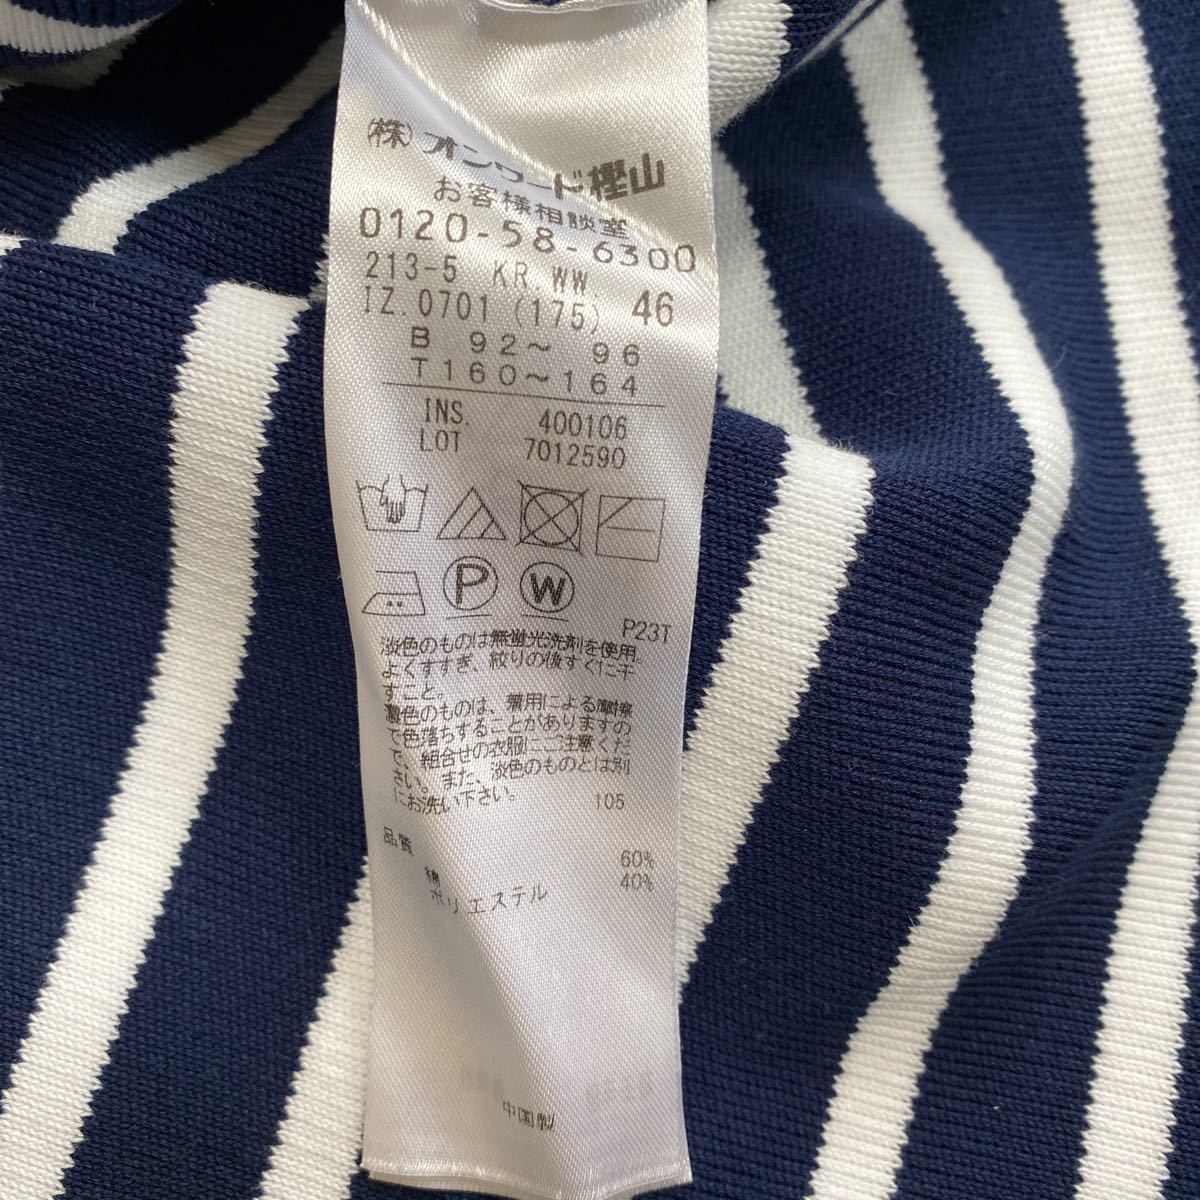 (株)オンワード樫山
お客様相談室
0120-58-6300
213-5 KR.WW
IZ.0701 (175) 46
B 92〜 96
T160〜164
INS. 400106
LOT 7012590
P W
P23T
淡色のものは無蛍光洗剤を使用。
よくすすぎ、絞りの後すぐに干
すこと。
濃色のものは、着用による摩擦
で色落ちすることがありますの
で、組合せの衣服にご注意くだ
さい。また、淡色のものとは別
にお洗い下さい。 105
品質
綿 60%
ポリエステル 40%
中国製